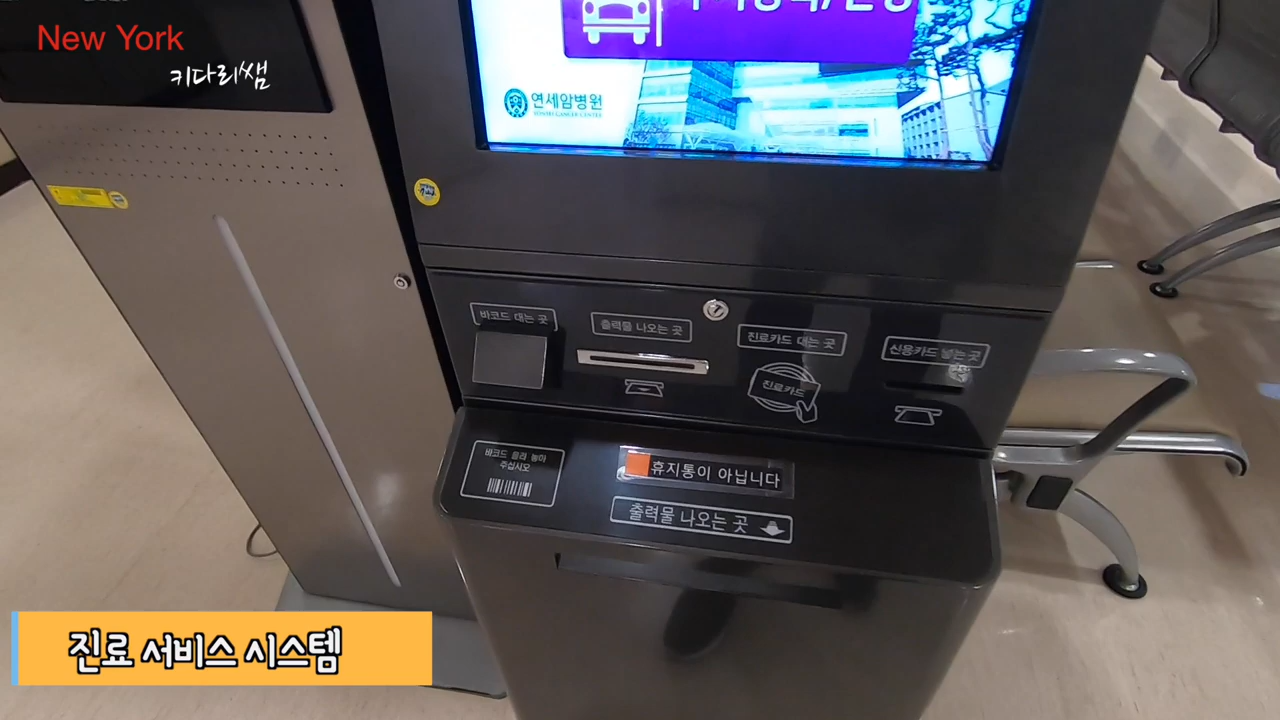 New York
키다리쌤
연세암병원
YONSEI CANCER CENTER
바코드 대는 곳
출력물 나오는 곳
진료카드 대는 곳
신용카드 넣는 곳
진료카드
바코드 올려 놓아
주십시오
휴지통이 아닙니다
출력물 나오는 곳
진료 서비스 시스템